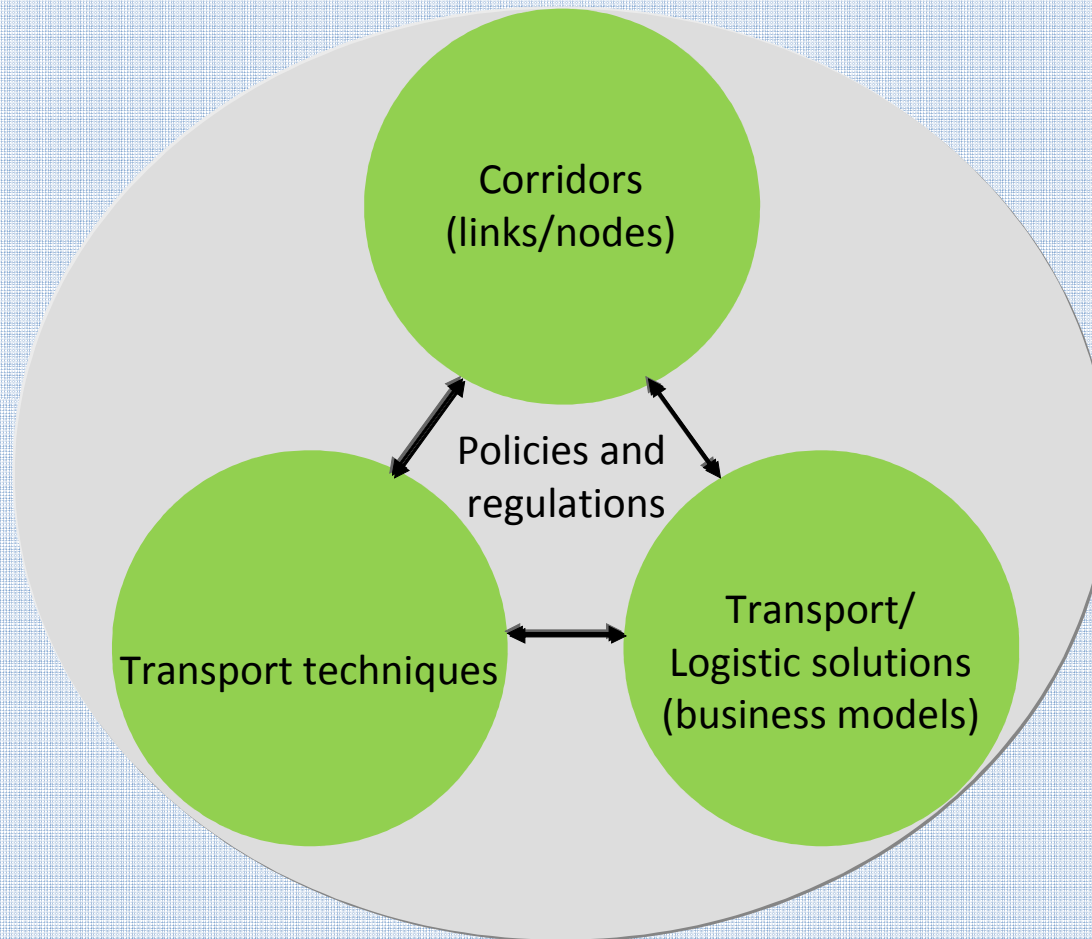 Corridors
(links/nodes)
Policies and
regulations
Transport techniques
Transport/
Logistic solutions
(business models)